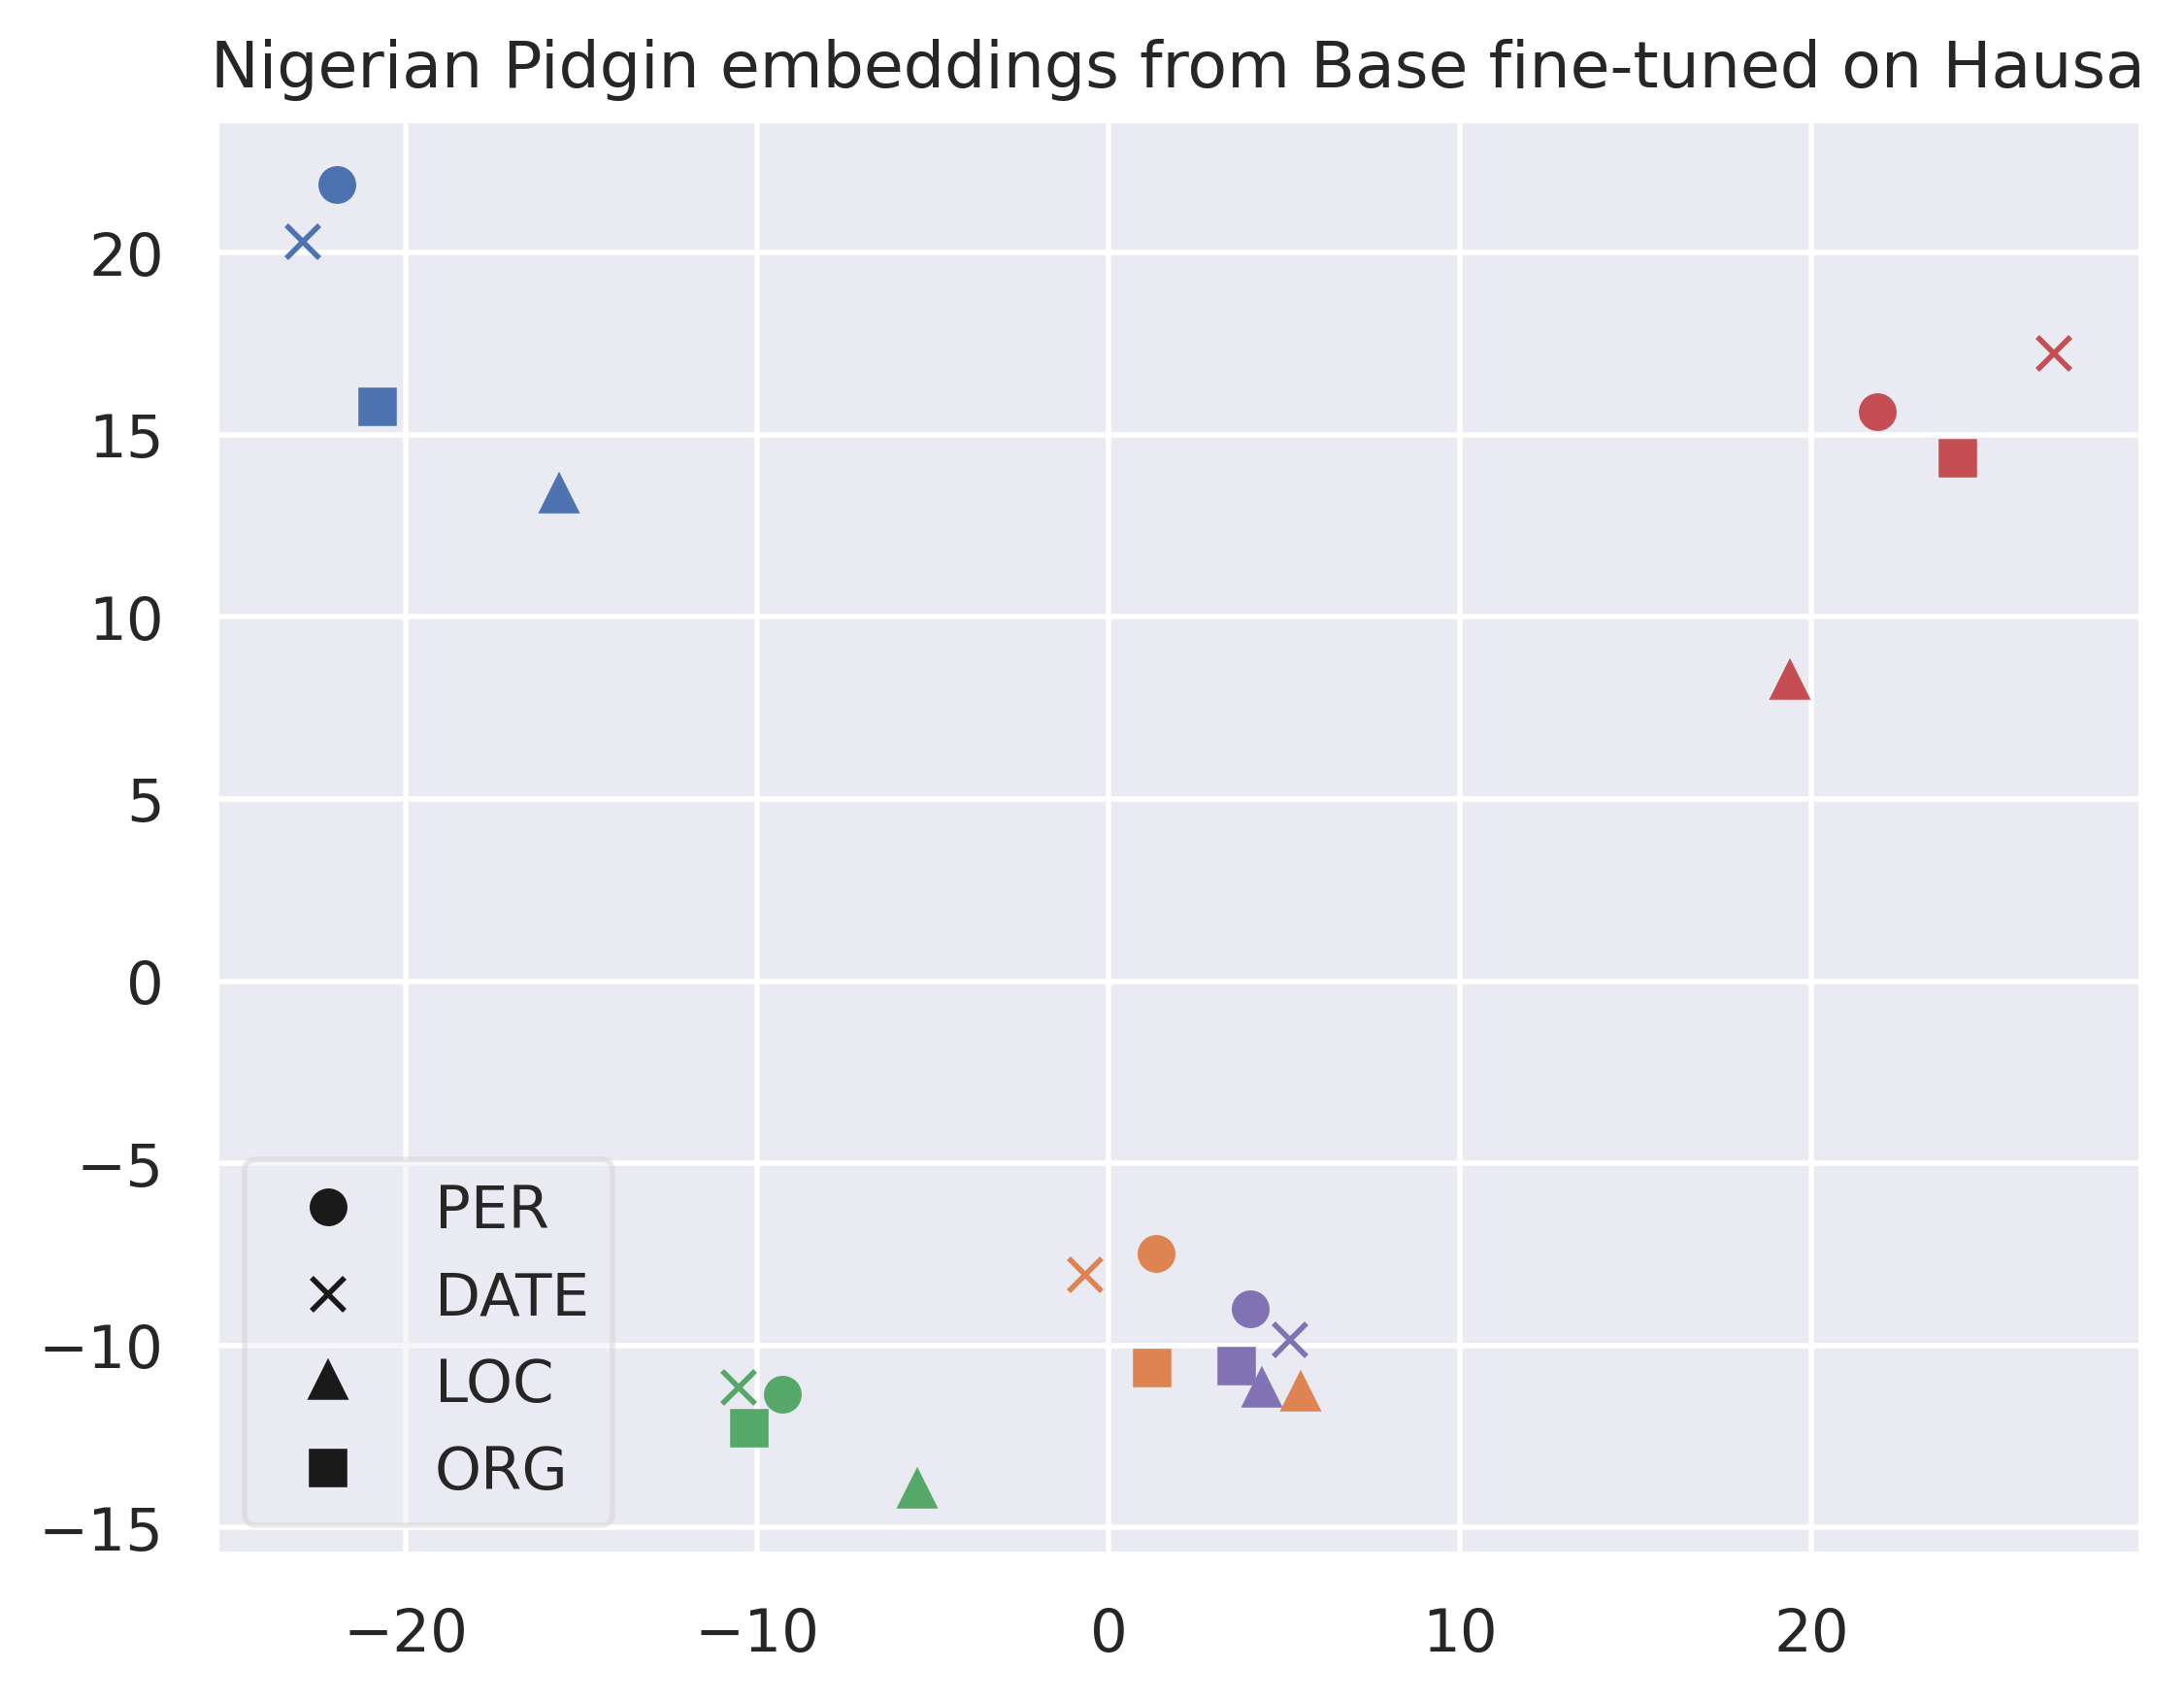 Nigerian Pidgin embeddings from Base fine-tuned on Hausa
20
15
10
5
0
−5
−10
−15
PER
DATE
LOC
ORG
−20 −10 0 10 20